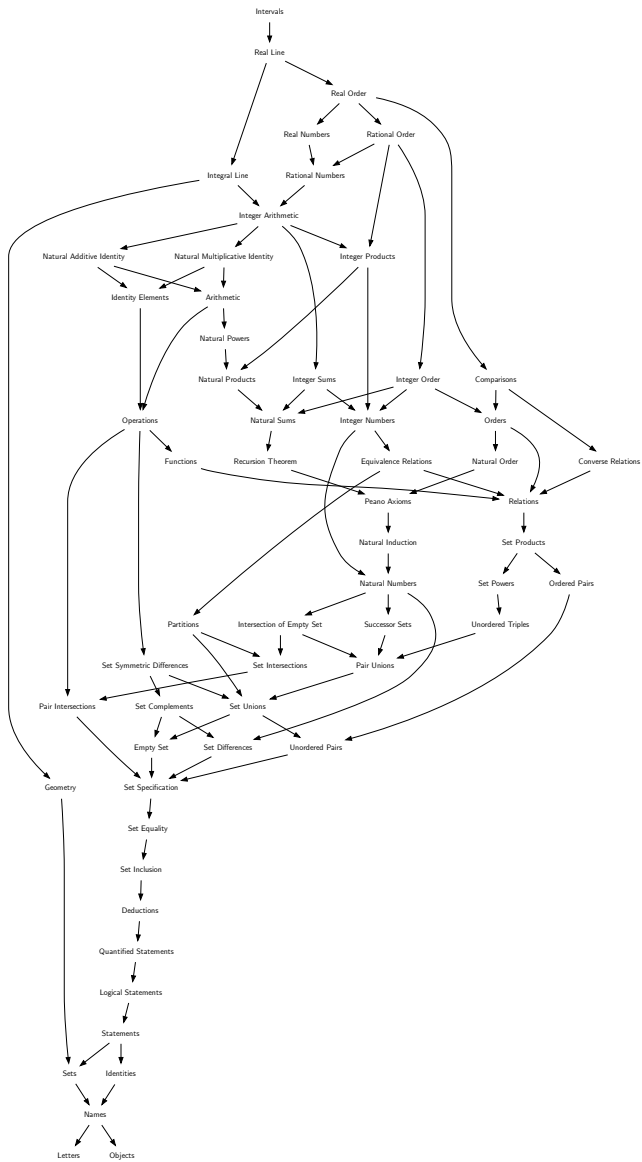 Intervals
Real Line
Real Order
Real Numbers
Rational Order
Integral Line
Rational Numbers
Integer Arithmetic
Natural Additive Identity
Natural Multiplicative Identity
Integer Products
Identity Elements
Arithmetic
Natural Powers
Natural Products
Integer Sums
Integer Order
Comparisons
Operations
Natural Sums
Integer Numbers
Orders
Functions
Recursion Theorem
Equivalence Relations
Natural Order
Converse Relations
Peano Axioms
Relations
Natural Induction
Set Products
Natural Numbers
Set Powers
Ordered Pairs
Partitions
Intersection of Empty Set
Successor Sets
Unordered Triples
Set Symmetric Differences
Set Intersections
Pair Unions
Pair Intersections
Set Complements
Set Unions
Empty Set
Set Differences
Unordered Pairs
Geometry
Set Specification
Set Equality
Set Inclusion
Deductions
Quantified Statements
Logical Statements
Statements
Sets
Identities
Names
Letters
Objects